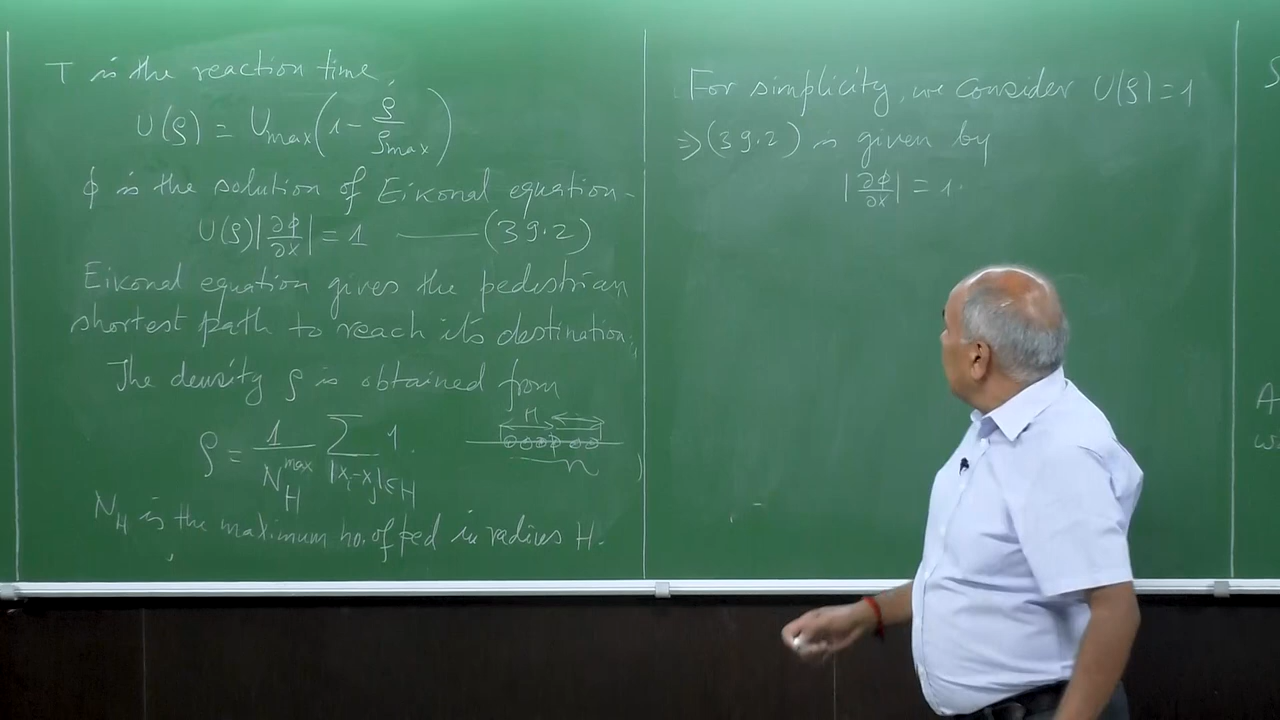 T is the reaction time
U(ρ) = U_max(1 - ρ/ρ_max)
φ is the solution of Eikonal equation -
U(ρ)|∂φ/∂x| = 1 —— (39.2)
Eikonal equation gives the pedestrian
shortest path to reach its destination.
The density ρ is obtained from
H
ρ = 1/N_H^max ∑_{|x_i-x_j|≤H} 1.
N_H is the maximum no. of ped in radius H.
For simplicity, we consider U(ρ) = 1
⇒ (39.2) is given by
|∂φ/∂x| = 1.